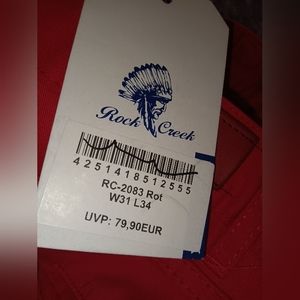 Rock Creek
4251418512555
RC-2083 Rot
W31 L34
UVP: 79,90EUR